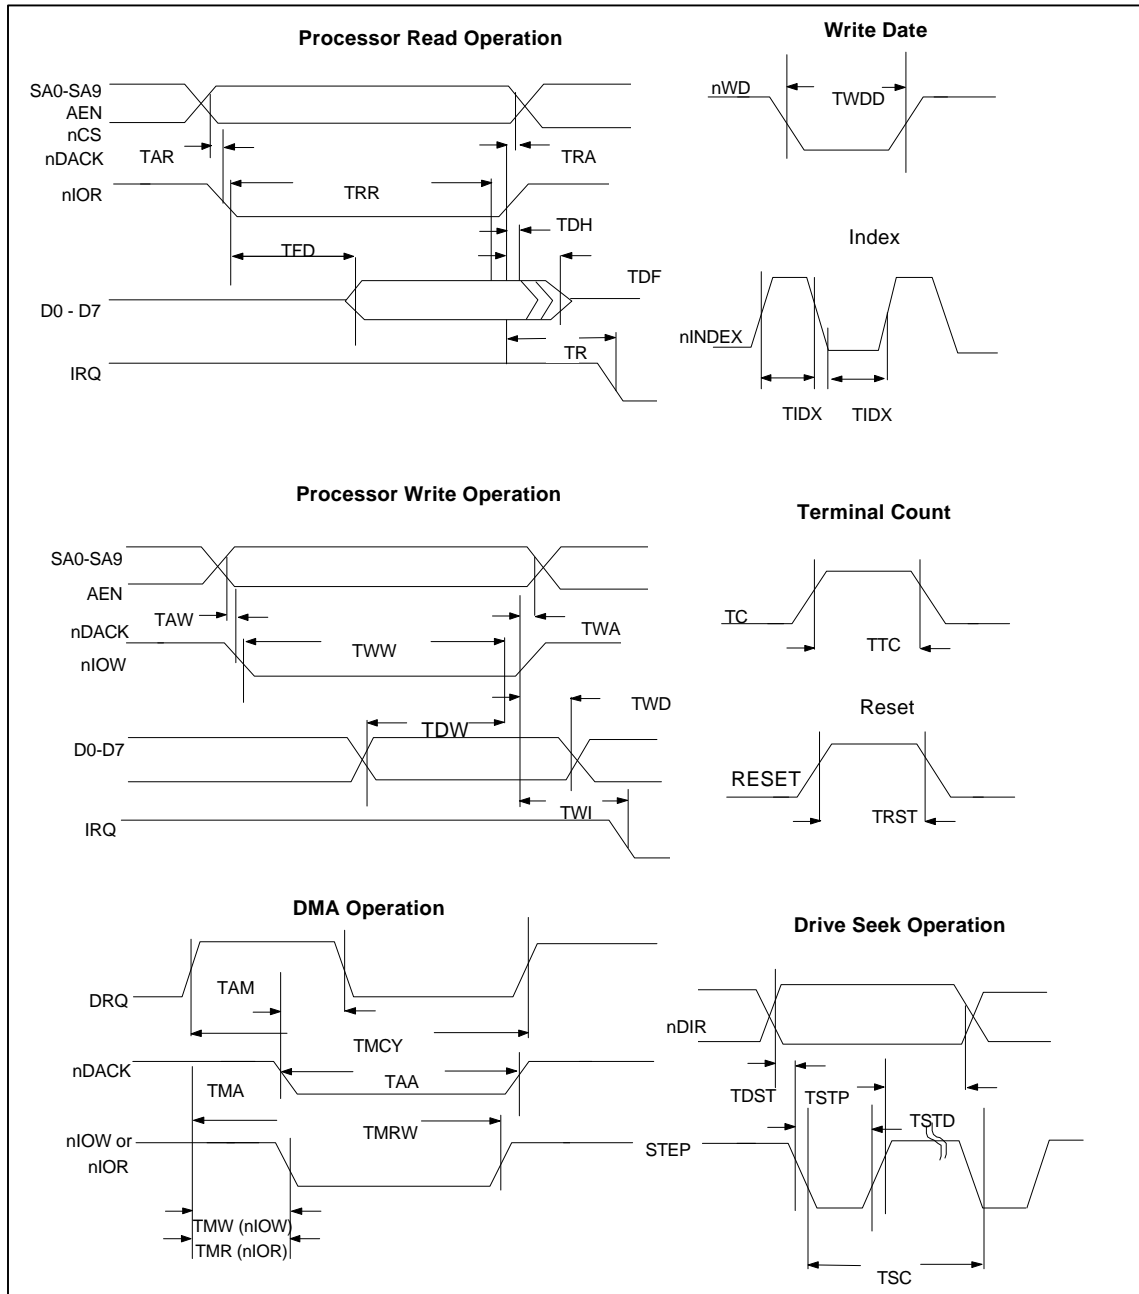 Processor Read Operation
SA0-SA9
AEN
nCS
nDACK
TAR
TRA
nIOR
TRR
TDH
TFD
TDF
D0 - D7
TR
IRQ
Write Date
nWD
TWDD
Index
nINDEX
TIDX
TIDX
Processor Write Operation
SA0-SA9
AEN
TAW
nDACK
TWA
TWW
nIOW
TWD
TDW
D0-D7
TWI
IRQ
Terminal Count
TC
TTC
Reset
RESET
TRST
DMA Operation
TAM
DRQ
TMCY
nDACK
TAA
TMA
TMRW
nIOW or
nIOR
TMW (nIOW)
TMR (nIOR)
Drive Seek Operation
nDIR
TDST
TSTP
TSTD
STEP
TSC